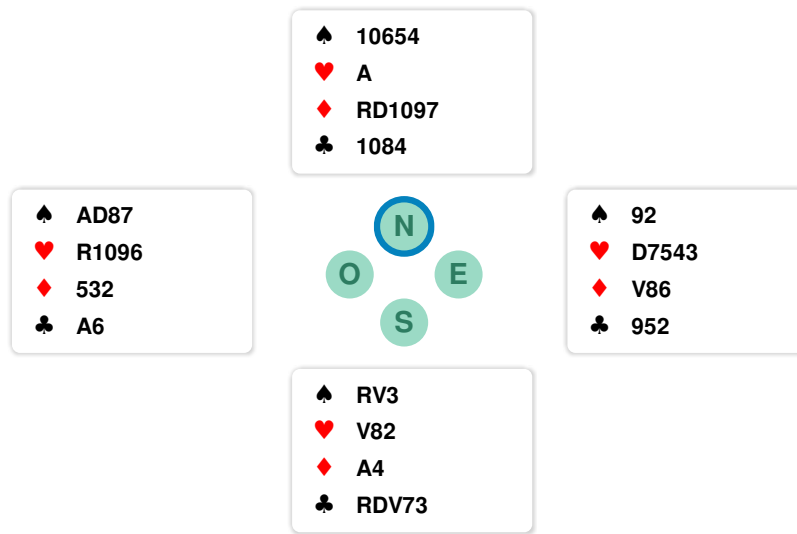 ♠ 10654
♥ A
♦ RD1097
♣ 1084
♠ AD87
♥ R1096
♦ 532
♣ A6
N
O E
S
♠ 92
♥ D7543
♦ V86
♣ 952
♠ RV3
♥ V82
♦ A4
♣ RDV73